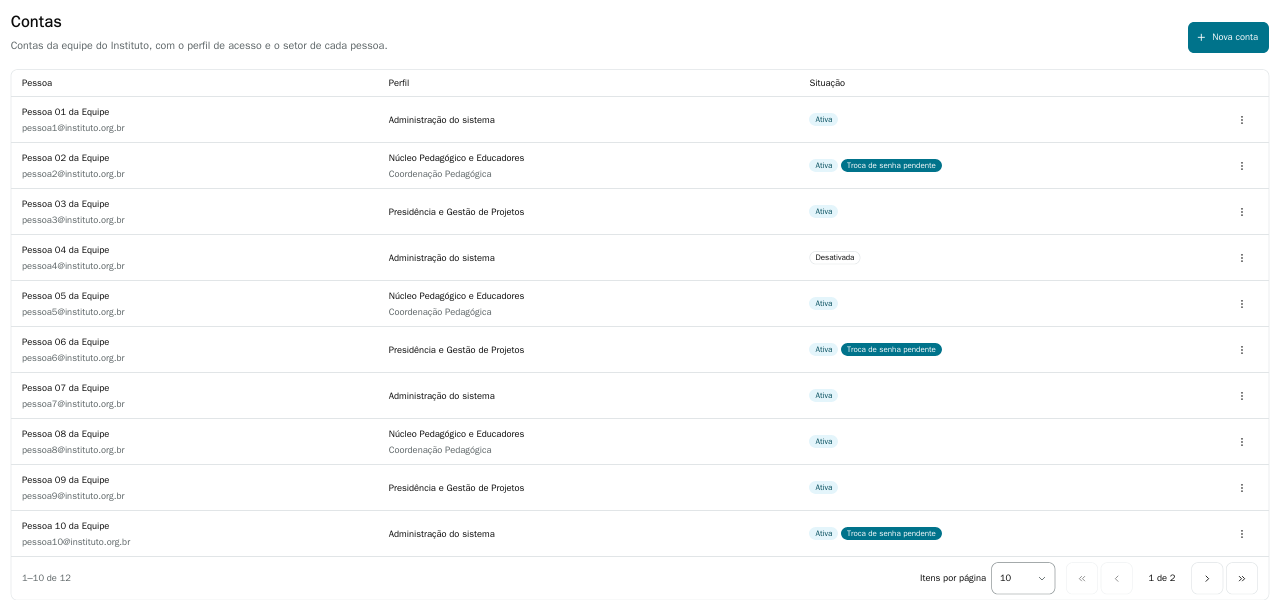 Contas
Contas da equipe do Instituto, com o perfil de acesso e o setor de cada pessoa.
+ Nova conta
Pessoa Perfil Situação
Pessoa 01 da Equipe
pessoa1@instituto.org.br
Administração do sistema
Ativa
Pessoa 02 da Equipe
pessoa2@instituto.org.br
Núcleo Pedagógico e Educadores
Coordenação Pedagógica
Ativa Troca de senha pendente
Pessoa 03 da Equipe
pessoa3@instituto.org.br
Presidência e Gestão de Projetos
Ativa
Pessoa 04 da Equipe
pessoa4@instituto.org.br
Administração do sistema
Desativada
Pessoa 05 da Equipe
pessoa5@instituto.org.br
Núcleo Pedagógico e Educadores
Coordenação Pedagógica
Ativa
Pessoa 06 da Equipe
pessoa6@instituto.org.br
Presidência e Gestão de Projetos
Ativa Troca de senha pendente
Pessoa 07 da Equipe
pessoa7@instituto.org.br
Administração do sistema
Ativa
Pessoa 08 da Equipe
pessoa8@instituto.org.br
Núcleo Pedagógico e Educadores
Coordenação Pedagógica
Ativa
Pessoa 09 da Equipe
pessoa9@instituto.org.br
Presidência e Gestão de Projetos
Ativa
Pessoa 10 da Equipe
pessoa10@instituto.org.br
Administração do sistema
Ativa Troca de senha pendente
1–10 de 12 Itens por página 10 1 de 2